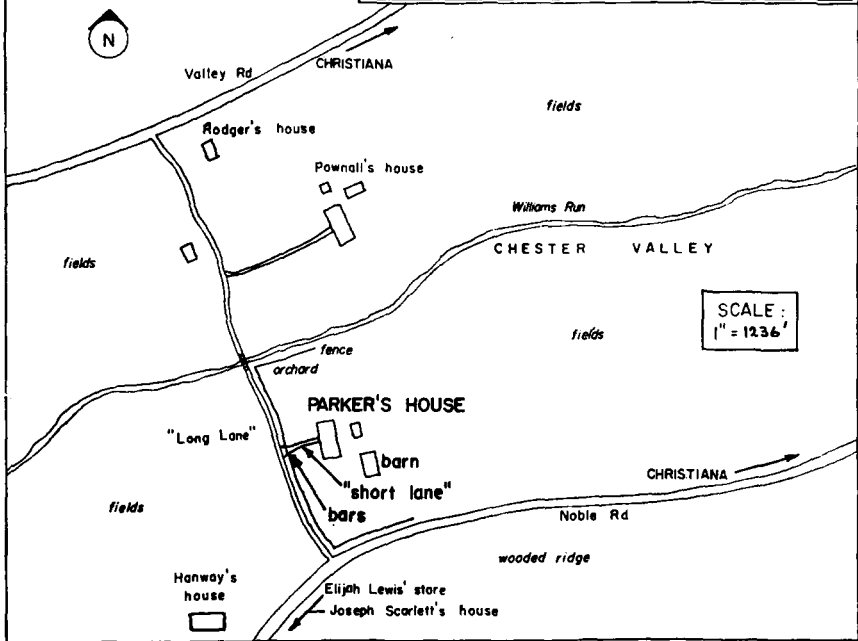 N
Valley Rd
CHRISTIANA
Rodger's house
fields
Pownall's house
Williams Run
CHESTER VALLEY
fields
SCALE:
1" = 1236'
fields
fence
orchard
PARKER'S HOUSE
"Long Lane"
barn
"short lane"
bars
CHRISTIANA
fields
Noble Rd
wooded ridge
Hanway's
house
Elijah Lewis' store
Joseph Scarlett's house